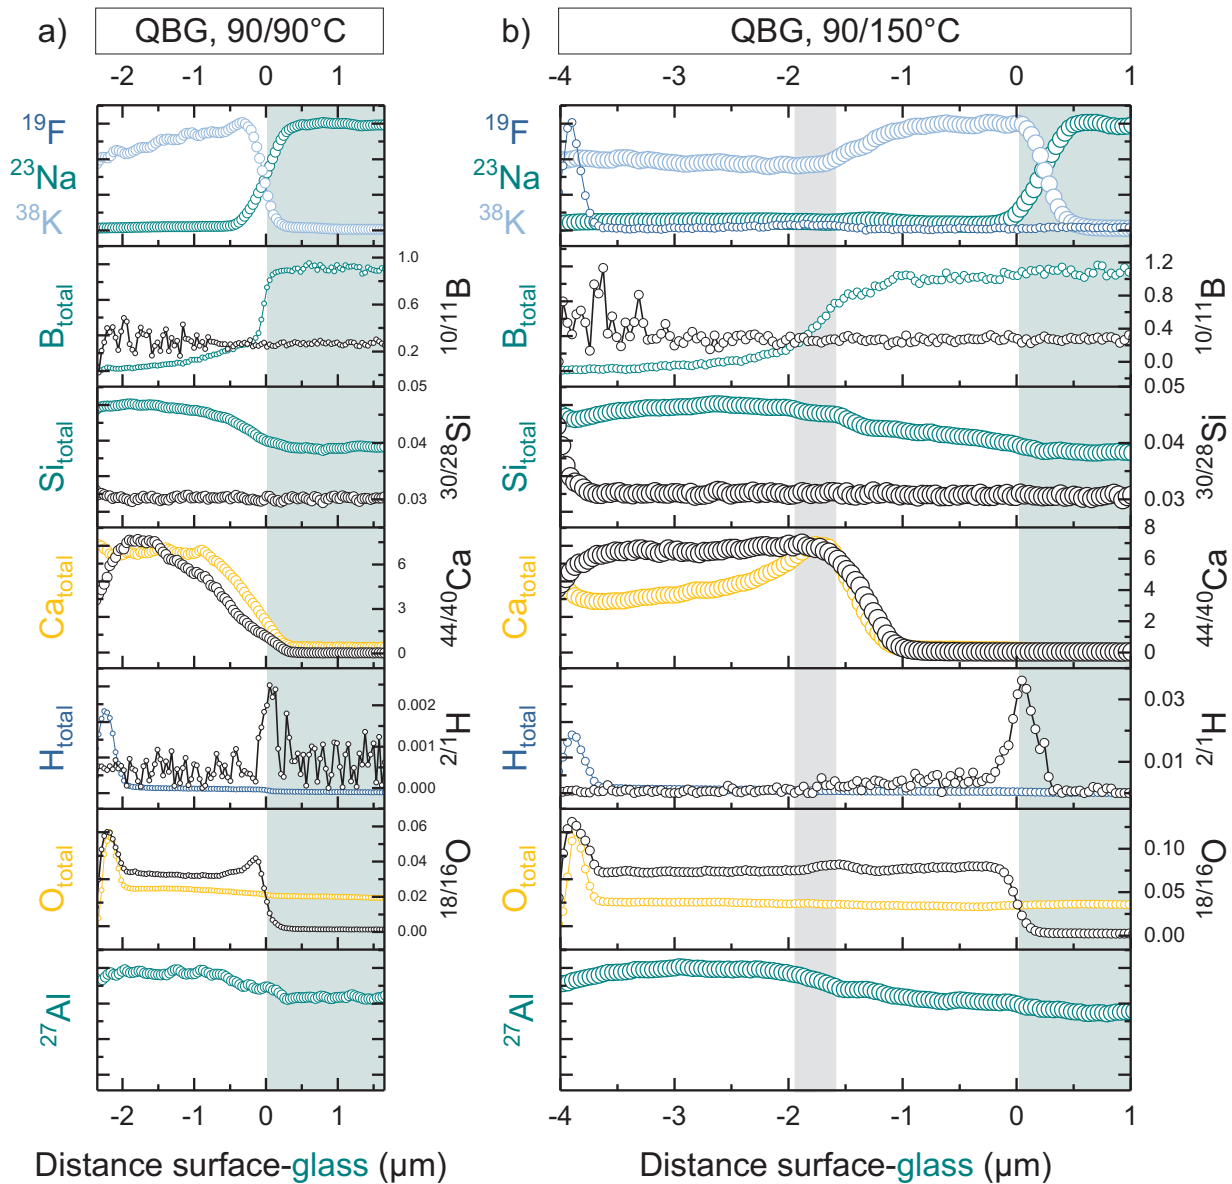 a) QBG, 90/90°C b) QBG, 90/150°C
-2 -1 0 1 -4 -3 -2 -1 0 1
19F 19F
23Na 23Na
38K 38K
Btotal 1.0 0.6 0.2 10/11B Btotal 1.2 0.8 0.4 0.0 10/11B
Sitotal 0.05 0.04 0.03 30/28Si Sitotal 0.05 0.04 0.03 30/28Si
Catotal 6 3 0 44/40Ca Catotal 8 6 4 2 0 44/40Ca
Htotal 0.002 0.001 0.000 2/1H Htotal 0.03 0.01 2/1H
Ototal 0.06 0.04 0.02 0.00 18/16O Ototal 0.10 0.05 0.00 18/16O
27Al 27Al
-2 -1 0 1 -4 -3 -2 -1 0 1
Distance surface-glass (µm) Distance surface-glass (µm)